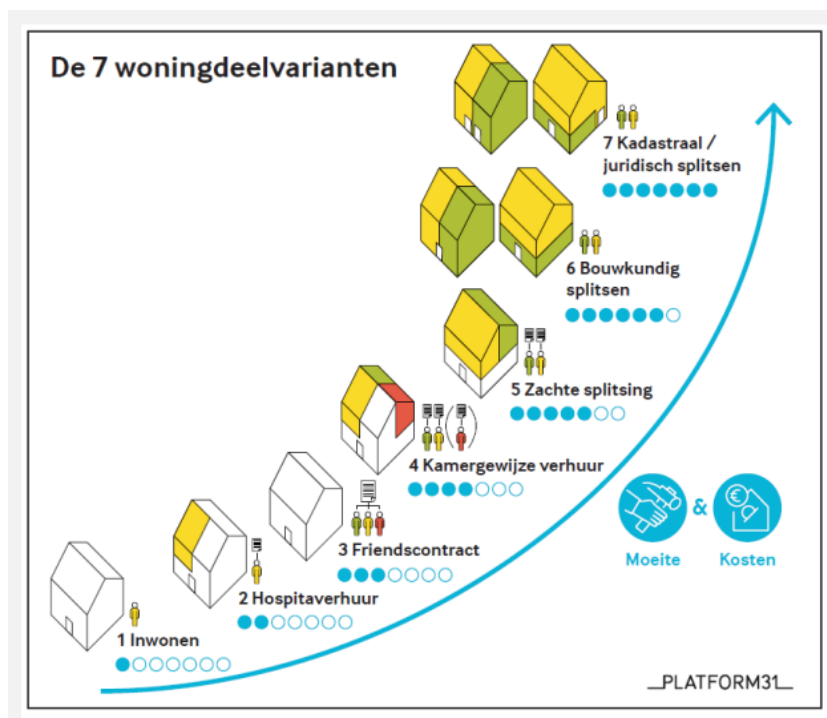 De 7 woningdeelvarianten
7 Kadastraal /
juridisch splitsen
6 Bouwkundig
splitsen
5 Zachte splitsing
4 Kamergewijze verhuur
3 Friendscontract
2 Hospitaverhuur
1 Inwonen
€
&
Moeite
Kosten
PLATFORM31